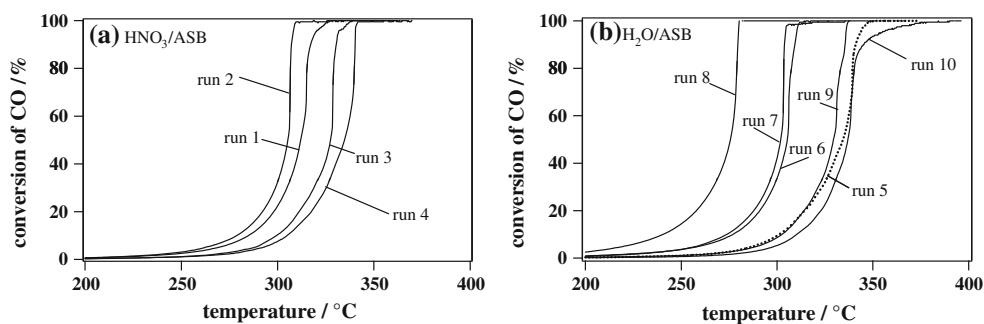 (a) HNO₃/ASB
conversion of CO / %
100
80
60
40
20
0
run 2
run 1
run 3
run 4
200
250
300
350
400
temperature / °C
(b) H₂O/ASB
conversion of CO / %
100
80
60
40
20
0
run 8
run 7
run 6
run 9
run 10
run 5
200
250
300
350
400
temperature / °C